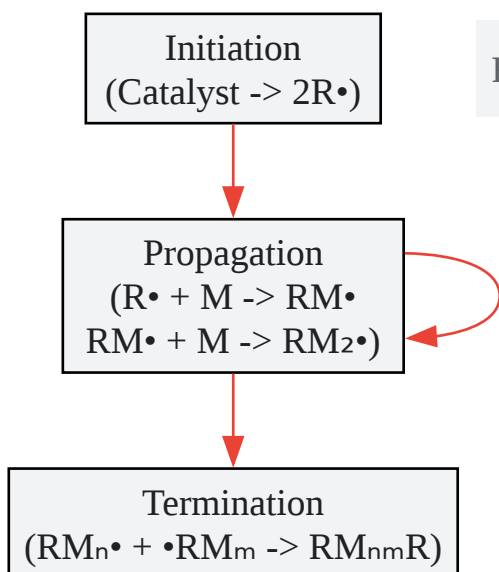 Initiation
(Catalyst -> 2R•)
Propagation
(R• + M -> RM•
RM• + M -> RM₂•)
Termination
(RMₙ• + •RMₘ -> RMₙₘR)